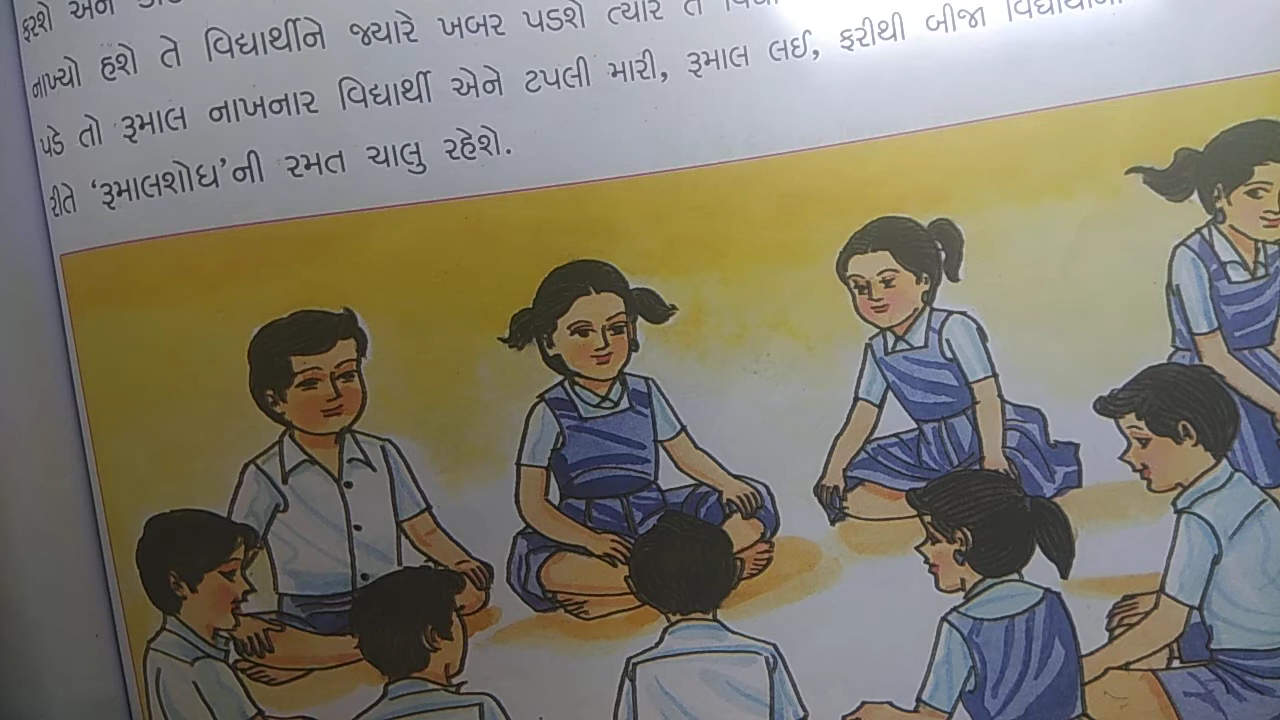 ફરશે અને
નાખ્યો હશે તે વિદ્યાર્થીને જ્યારે ખબર પડશે ત્યારે તે
પડે તો રૂમાલ નાખનાર વિદ્યાર્થી એને ટપલી મારી, રૂમાલ લઈ, ફરીથી બીજા
રીતે ‘રૂમાલશોધ’ની રમત ચાલુ રહેશે.